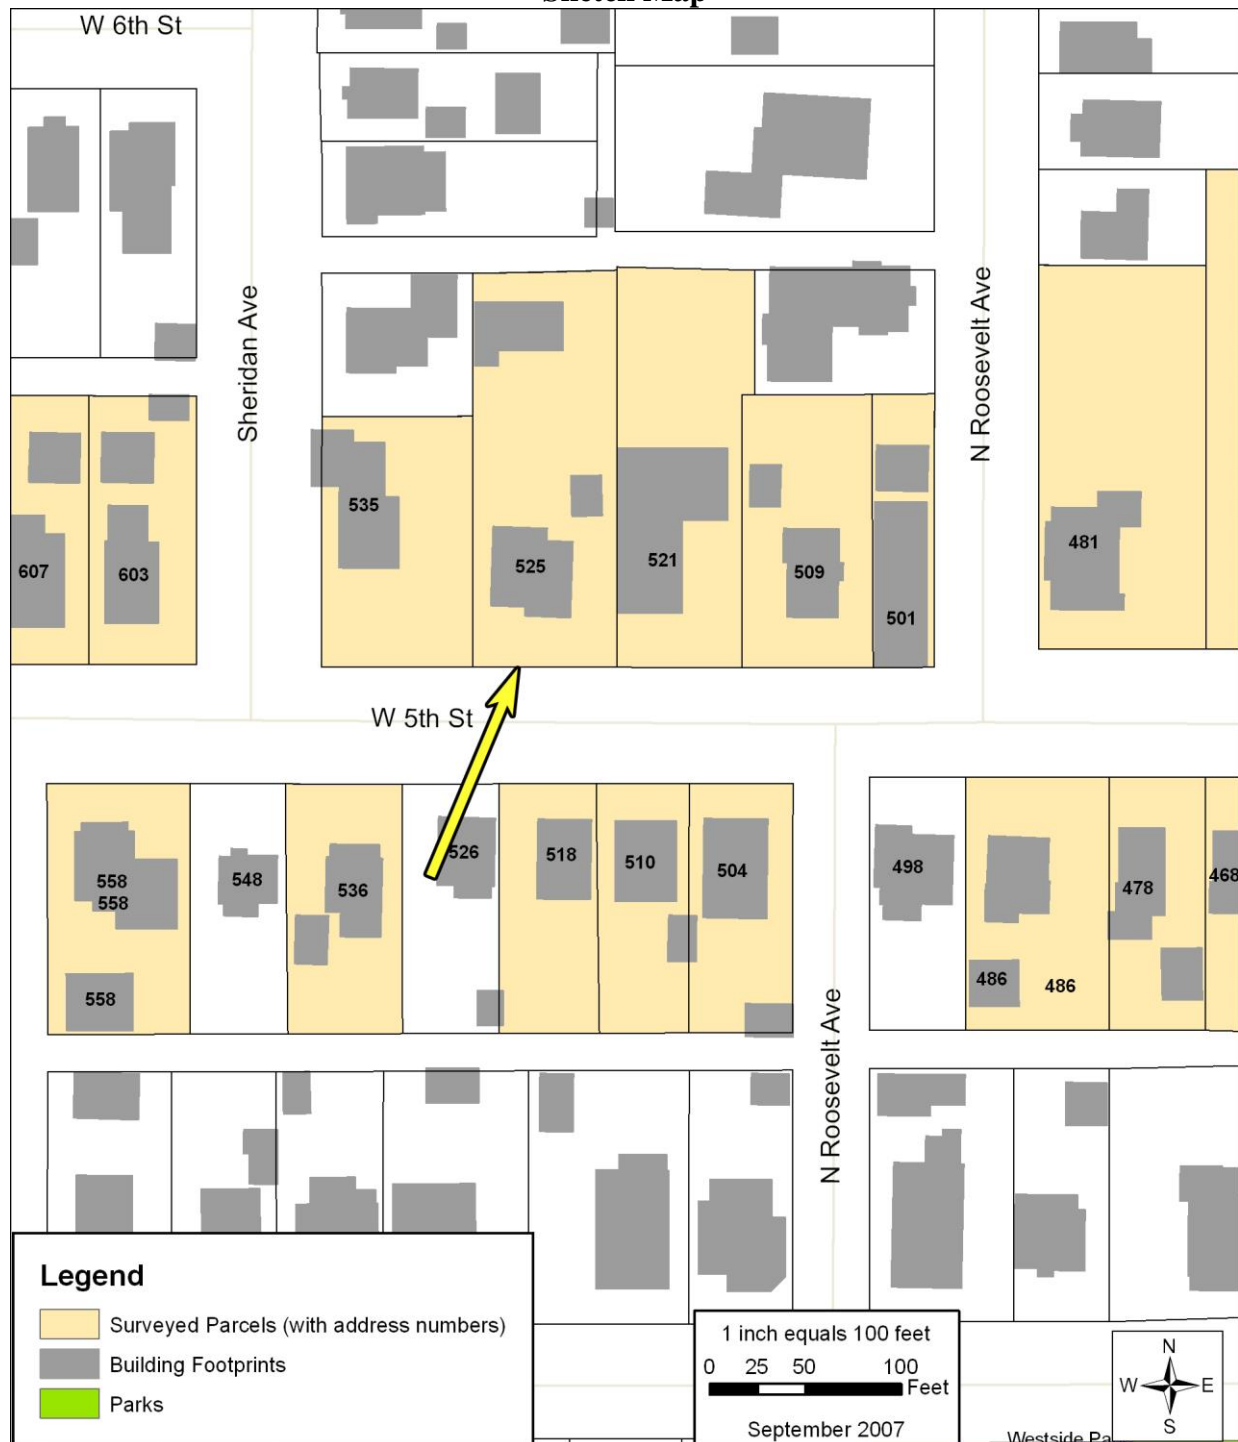 Sketch Map
W 6th St
Sheridan Ave
N Roosevelt Ave
535
607
603
525
521
509
501
481
W 5th St
558
558
548
536
526
518
510
504
498
478
468
558
486
486
N Roosevelt Ave
Legend
Surveyed Parcels (with address numbers)
Building Footprints
Parks
1 inch equals 100 feet
0 25 50 100
Feet
September 2007
N
W E
S
Westside